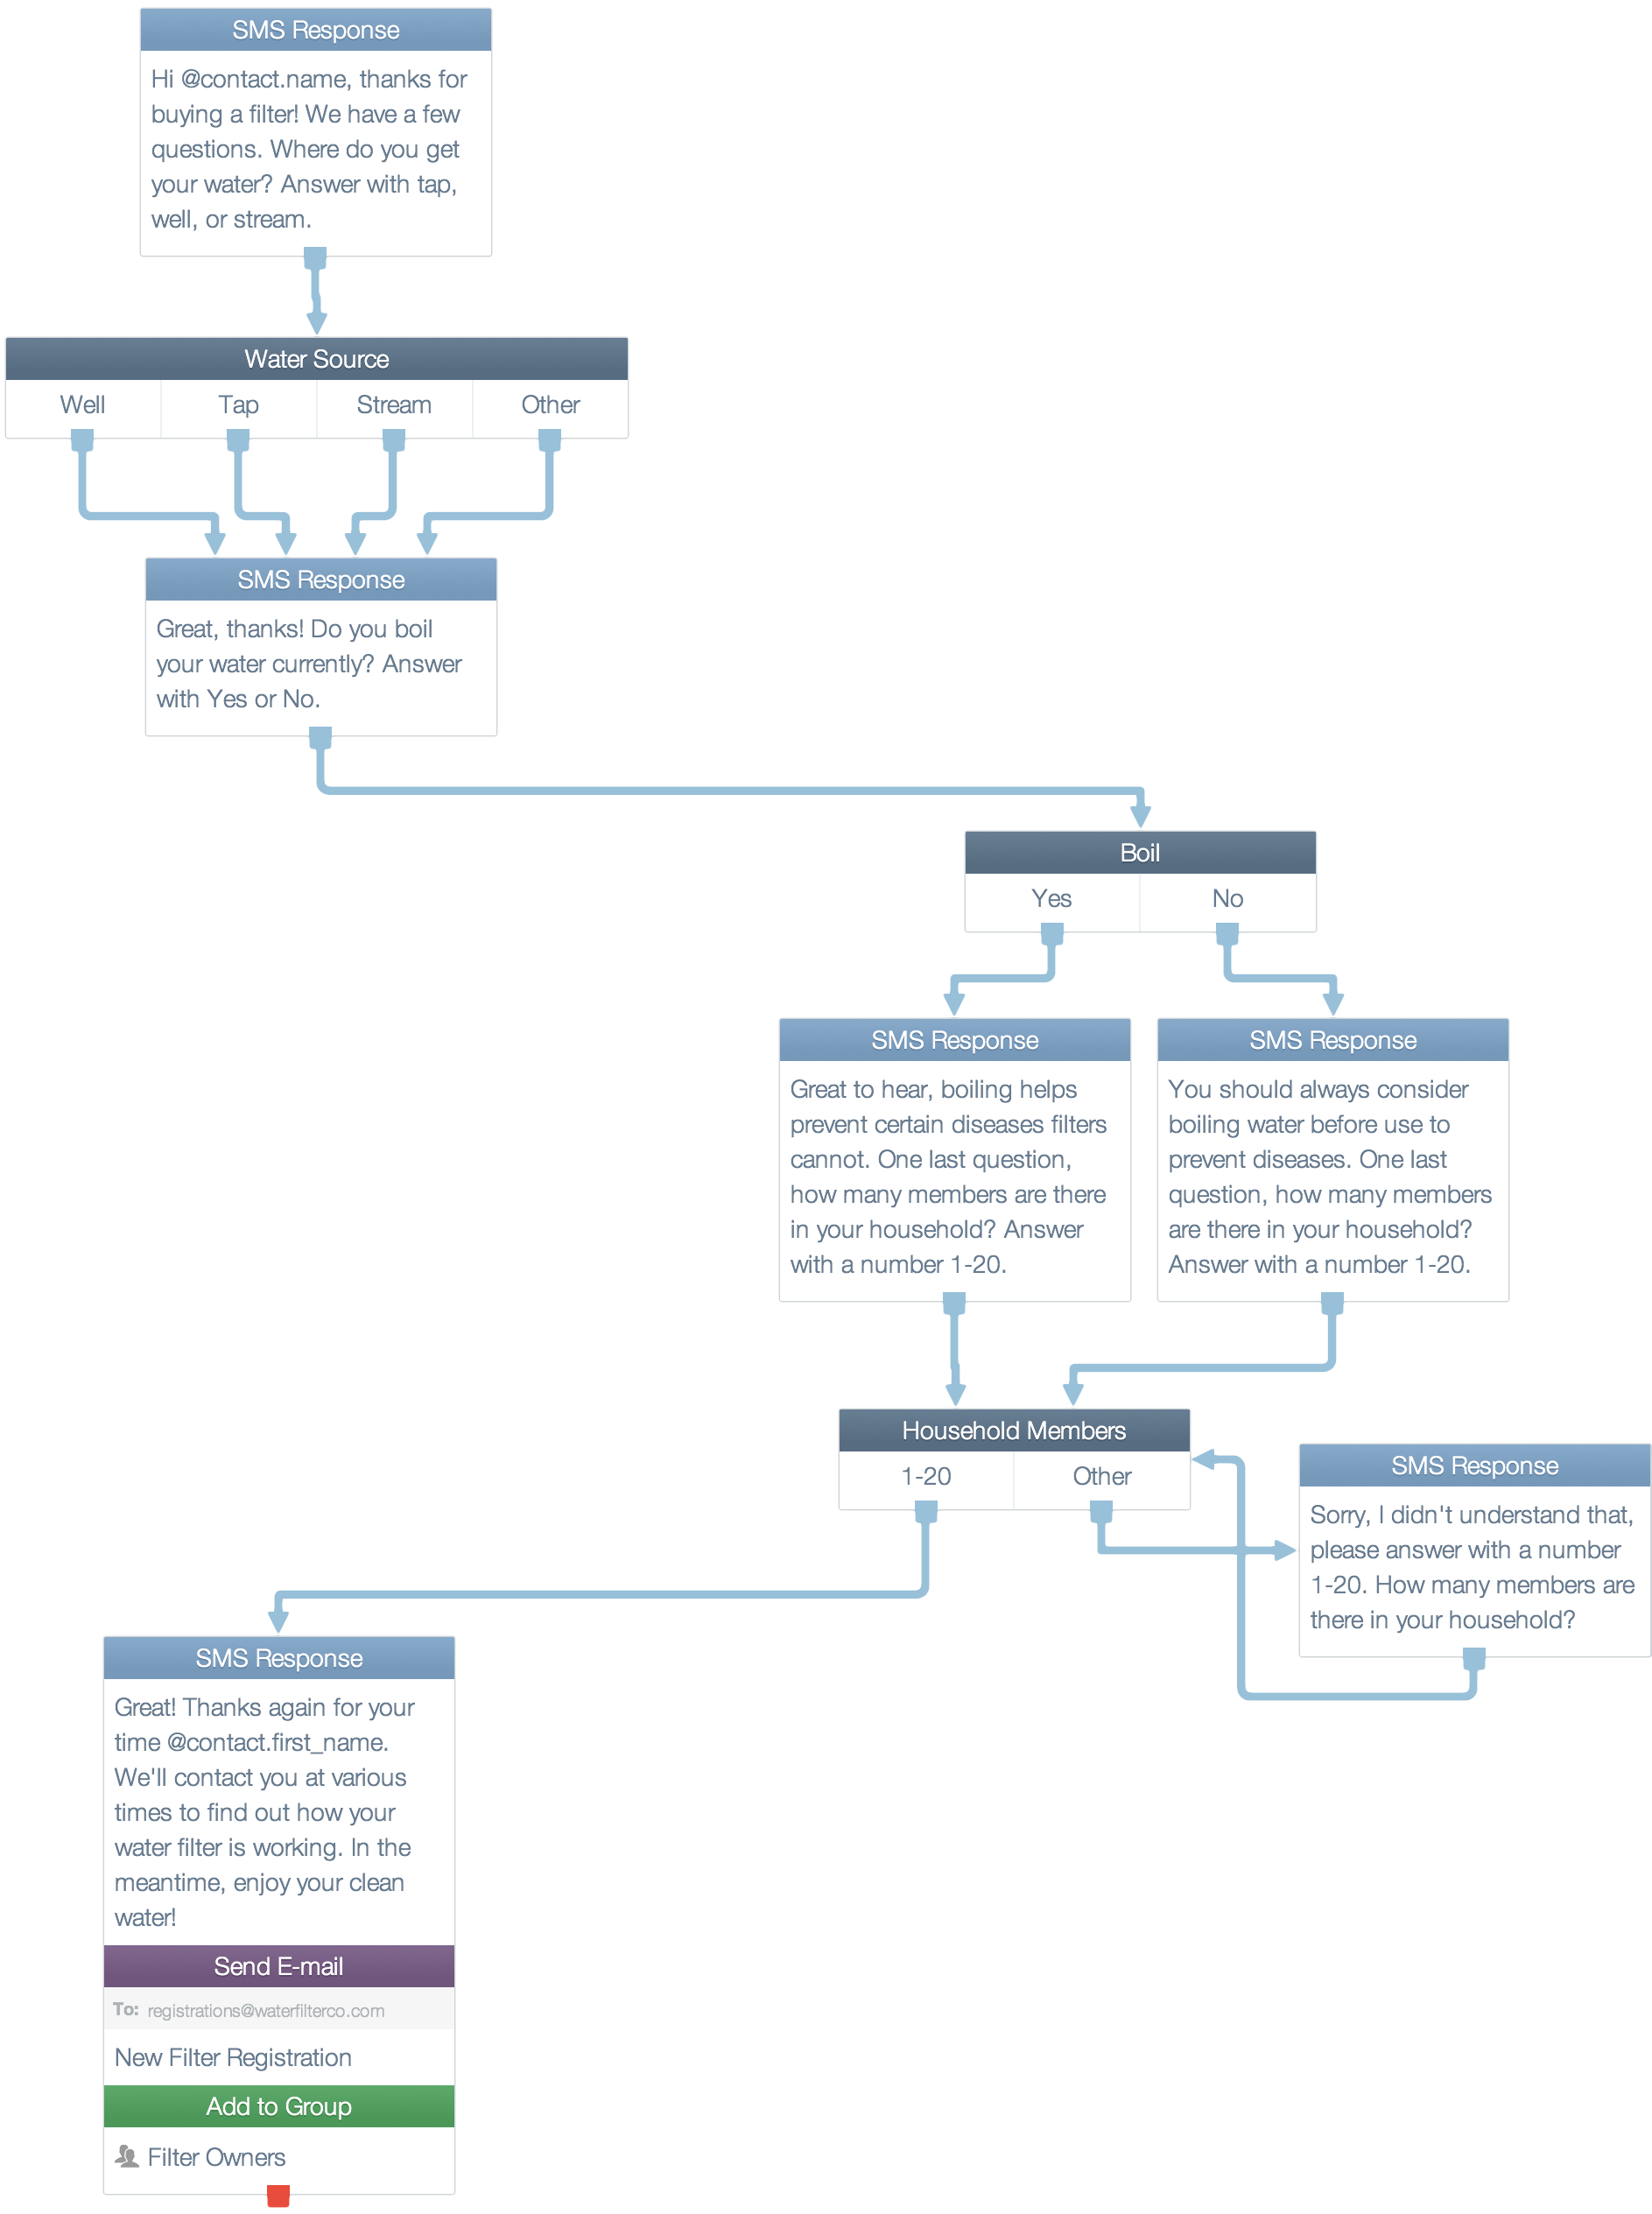 SMS Response
Hi @contact.name, thanks for
buying a filter! We have a few
questions. Where do you get
your water? Answer with tap,
well, or stream.
Water Source
Well
Tap
Stream
Other
SMS Response
Great, thanks! Do you boil
your water currently? Answer
with Yes or No.
Boil
Yes
No
SMS Response
Great to hear, boiling helps
prevent certain diseases filters
cannot. One last question,
how many members are there
in your household? Answer
with a number 1-20.
SMS Response
You should always consider
boiling water before use to
prevent diseases. One last
question, how many members
are there in your household?
Answer with a number 1-20.
Household Members
1-20
Other
SMS Response
Sorry, I didn't understand that,
please answer with a number
1-20. How many members are
there in your household?
SMS Response
Great! Thanks again for your
time @contact.first_name.
We'll contact you at various
times to find out how your
water filter is working. In the
meantime, enjoy your clean
water!
Send E-mail
To: registrations@waterfilterco.com
New Filter Registration
Add to Group
Filter Owners